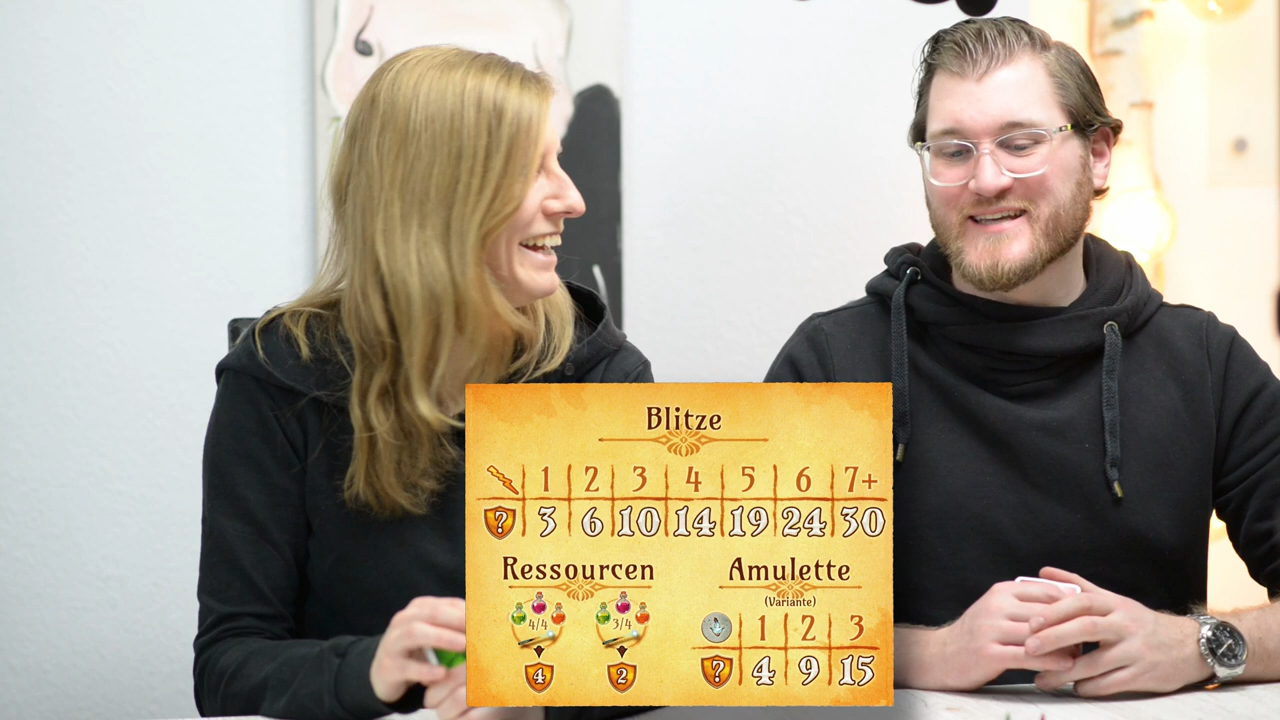 Blitze
1 2 3 4 5 6 7+
? 3 6 10 14 19 24 30
Ressourcen
4/4 3/4
4 2
Amulette
(Variante)
1 2 3
? 4 9 15